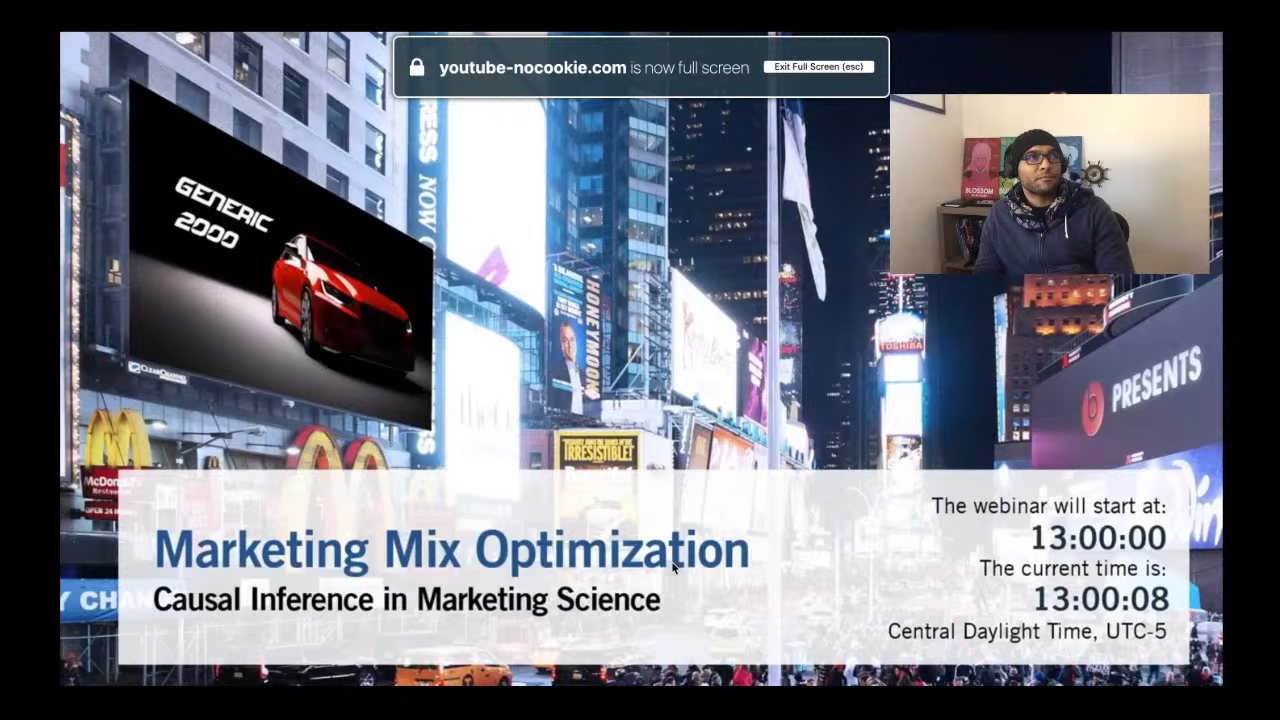 youtube-nocookie.com is now full screen
Exit Full Screen (esc)
GENERIC
2000
CLEARCHANNEL
HONEYMOON
BLOSSOM
TOSHIBA
PRESENTS
IRRESISTIBLE!
McDonald's
Marketing Mix Optimization
Causal Inference in Marketing Science
The webinar will start at:
13:00:00
The current time is:
13:00:08
Central Daylight Time, UTC-5